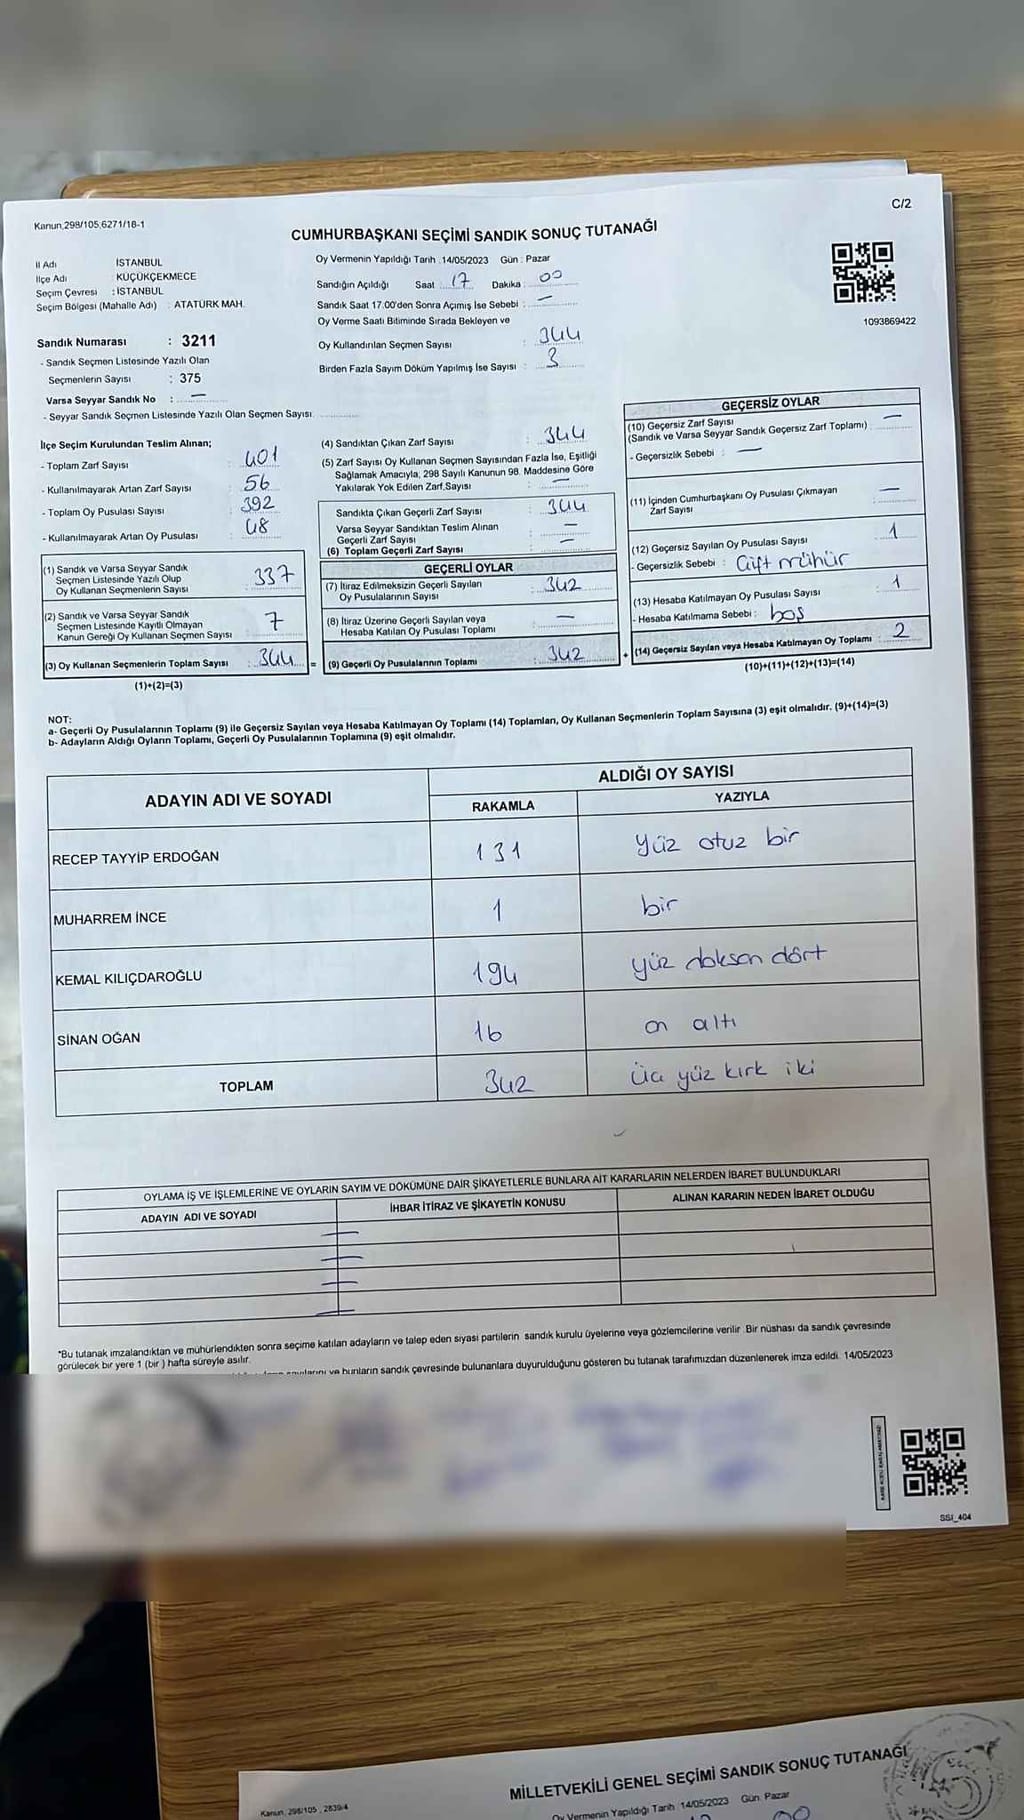 Kanun,298/105,6271/18-1
C/2
CUMHURBAŞKANI SEÇİMİ SANDIK SONUÇ TUTANAĞI
İl Adı İSTANBUL
İlçe Adı : KÜÇÜKÇEKMECE
Seçim Çevresi : İSTANBUL
Seçim Bölgesi (Mahalle Adı) : ATATÜRK MAH.
Sandık Numarası : 3211
- Sandık Seçmen Listesinde Yazılı Olan
Seçmenlerin Sayısı : 375
Varsa Seyyar Sandık No : —
- Seyyar Sandık Seçmen Listesinde Yazılı Olan Seçmen Sayısı
Oy Vermenin Yapıldığı Tarih :14/05/2023 Gün : Pazar
Sandığın Açıldığı Saat : 17 Dakika : 00
Sandık Saat 17.00'den Sonra Açımış İse Sebebi : —
Oy Verme Saati Bitiminde Sırada Bekleyen ve
Oy Kullandırılan Seçmen Sayısı : 344
Birden Fazla Sayım Döküm Yapılmış İse Sayısı : 3
1093869422
İlçe Seçim Kurulundan Teslim Alınan;
- Toplam Zarf Sayısı : 401
- Kullanılmayarak Artan Zarf Sayısı : 56
- Toplam Oy Pusulası Sayısı : 392
- Kullanılmayarak Artan Oy Pusulası : 48
(1) Sandık ve Varsa Seyyar Sandık
Seçmen Listesinde Yazılı Olup
Oy Kullanan Seçmenlerin Sayısı : 337
(2) Sandık ve Varsa Seyyar Sandık
Seçmen Listesinde Kayıtlı Olmayan
Kanun Gereği Oy Kullanan Seçmen Sayısı : 7
(3) Oy Kullanan Seçmenlerin Toplam Sayısı : 344
(1)+(2)=(3)
(4) Sandıktan Çıkan Zarf Sayısı : 344
(5) Zarf Sayısı Oy Kullanan Seçmen Sayısından Fazla İse, Eşitliği
Sağlamak Amacıyla, 298 Sayılı Kanunun 98. Maddesine Göre
Yakılarak Yok Edilen Zarf Sayısı : —
Sandıkta Çıkan Geçerli Zarf Sayısı : 344
Varsa Seyyar Sandıktan Teslim Alınan
Geçerli Zarf Sayısı : —
(6) Toplam Geçerli Zarf Sayısı : —
GEÇERLİ OYLAR
(7) İtiraz Edilmeksizin Geçerli Sayılan
Oy Pusulalarının Sayısı : 342
(8) İtiraz Üzerine Geçerli Sayılan veya
Hesaba Katılan Oy Pusulası Toplamı : —
= (9) Geçerli Oy Pusulalarının Toplamı : 342
GEÇERSİZ OYLAR
(10) Geçersiz Zarf Sayısı
(Sandık ve Varsa Seyyar Sandık Geçersiz Zarf Toplamı) : —
- Geçersizlik Sebebi : —
(11) İçinden Cumhurbaşkanı Oy Pusulası Çıkmayan
Zarf Sayısı : —
(12) Geçersiz Sayılan Oy Pusulası Sayısı : 1
- Geçersizlik Sebebi : Çift mühür
(13) Hesaba Katılmayan Oy Pusulası Sayısı : 1
- Hesaba Katılmama Sebebi : boş
+ (14) Geçersiz Sayılan veya Hesaba Katılmayan Oy Toplamı : 2
(10)+(11)+(12)+(13)=(14)
NOT:
a- Geçerli Oy Pusulalarının Toplamı (9) ile Geçersiz Sayılan veya Hesaba Katılmayan Oy Toplamı (14) Toplamları, Oy Kullanan Seçmenlerin Toplam Sayısına (3) eşit olmalıdır. (9)+(14)=(3)
b- Adayların Aldığı Oyların Toplamı, Geçerli Oy Pusulalarının Toplamına (9) eşit olmalıdır.
ADAYIN ADI VE SOYADI ALDIĞI OY SAYISI
RAKAMLA YAZIYLA
RECEP TAYYİP ERDOĞAN 131 yüz otuz bir
MUHARREM İNCE 1 bir
KEMAL KILIÇDAROĞLU 194 yüz doksan dört
SİNAN OĞAN 16 on altı
TOPLAM 342 üç yüz kırk iki
OYLAMA İŞ VE İŞLEMLERİNE VE OYLARIN SAYIM VE DÖKÜMÜNE DAİR ŞİKAYETLERLE BUNLARA AİT KARARLARIN NELERDEN İBARET BULUNDUKLARI
ADAYIN ADI VE SOYADI İHBAR İTİRAZ VE ŞİKAYETİN KONUSU ALINAN KARARIN NEDEN İBARET OLDUĞU
*Bu tutanak imzalandıktan ve mühürlendikten sonra seçime katılan adayların ve talep eden siyasi partilerin sandık kurulu üyelerine veya gözlemcilerine verilir. Bir nüshası da sandık çevresinde
görülecek bir yere 1 (bir ) hafta süreyle asılır.
ve bunların sandık çevresinde bulunanlara duyurulduğunu gösteren bu tutanak tarafımızdan düzenlenerek imza edildi. 14/05/2023
SSI_404
MİLLETVEKİLİ GENEL SEÇİMİ SANDIK SONUÇ TUTANAĞI
Kanun, 298/105 , 2839/4
Oy Vermenin Yapıldığı Tarih :14/05/2023 Gün: Pazar